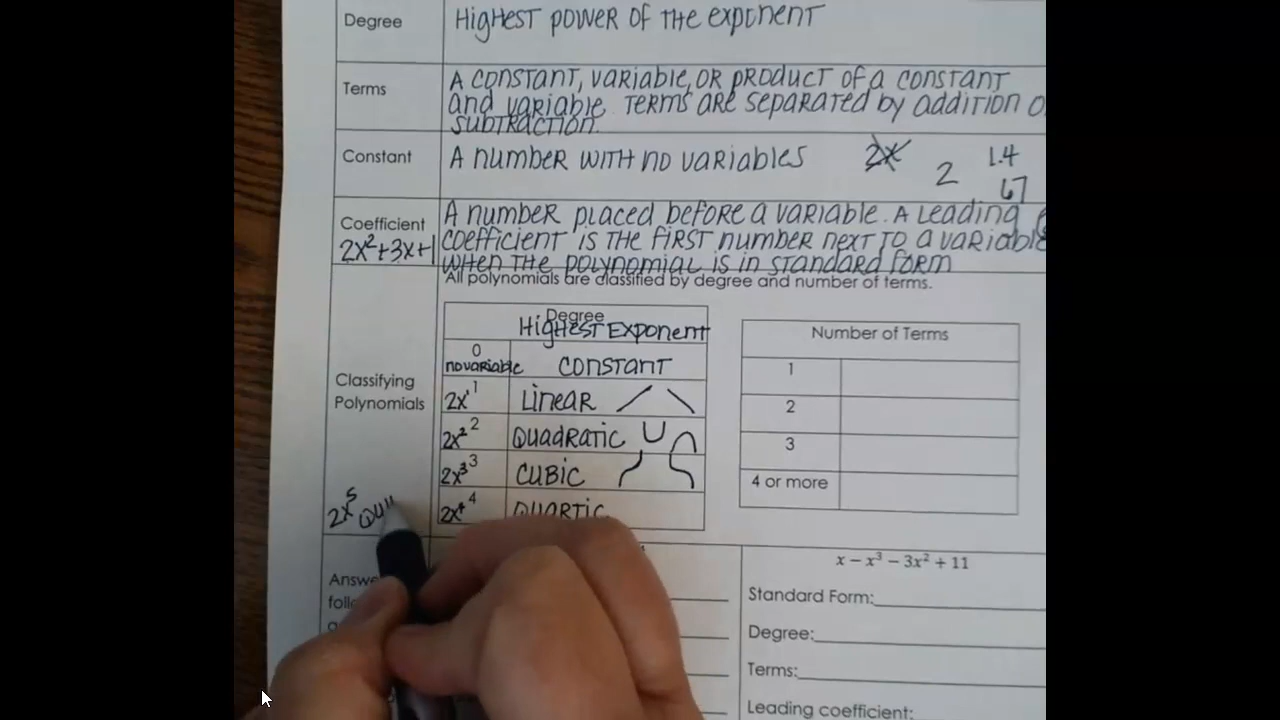 Degree
HigHEST POWER OF THE EXPONENT
Terms
A CONSTANT, VARIABLE, OR PRODUCT OF A CONSTANT
and VARIABLE. TERMS ARE SEPARATED by addition O
SUBTRACTION.
Constant
A NUMBER WITH NO VARIABLES
2x
2
1.4
67
Coefficient
2x²+3x+1
A NUMBER placed before a VARIABLE. A Leading
COEFFICIENT is THE FIRST NUMBER NEXT TO a VARIABLE
WHEN THE POLYNOMIAL IS IN STANDARD FORM
All polynomials are classified by degree and number of terms.
Classifying
Polynomials
Degree
HigHEST EXPONENT
0
no variable
CONSTANT
2x¹ 1
LINEAR
2x² 2
QUADRATIC
2x³ 3
CUBIC
2x⁴ 4
QUARTIC
2x⁵
Number of Terms
1
2
3
4 or more
x − x³ − 3x² + 11
Standard Form:
Degree:
Terms:
Leading coefficient: